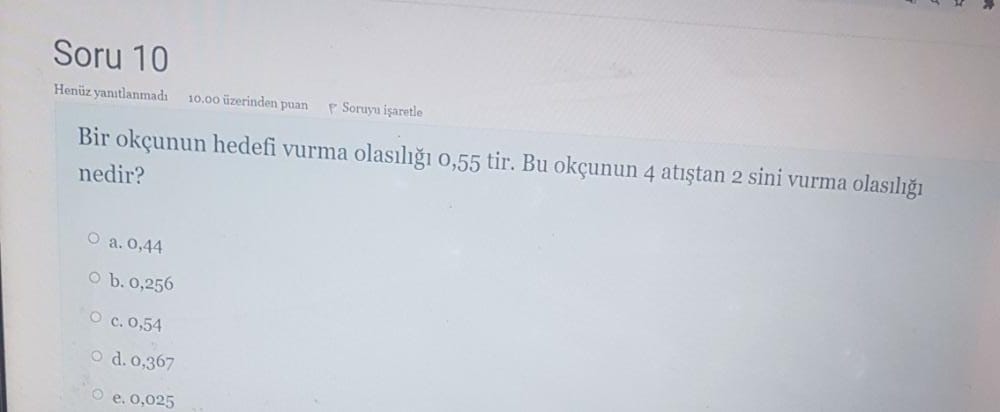 Soru 10
Henüz yanıtlanmadı 10.00 üzerinden puan Soruyu işaretle
Bir okçunun hedefi vurma olasılığı 0,55 tir. Bu okçunun 4 atıştan 2 sini vurma olasılığı
nedir?
a. 0,44
b. 0,256
c. 0,54
d. 0,367
e. 0,025